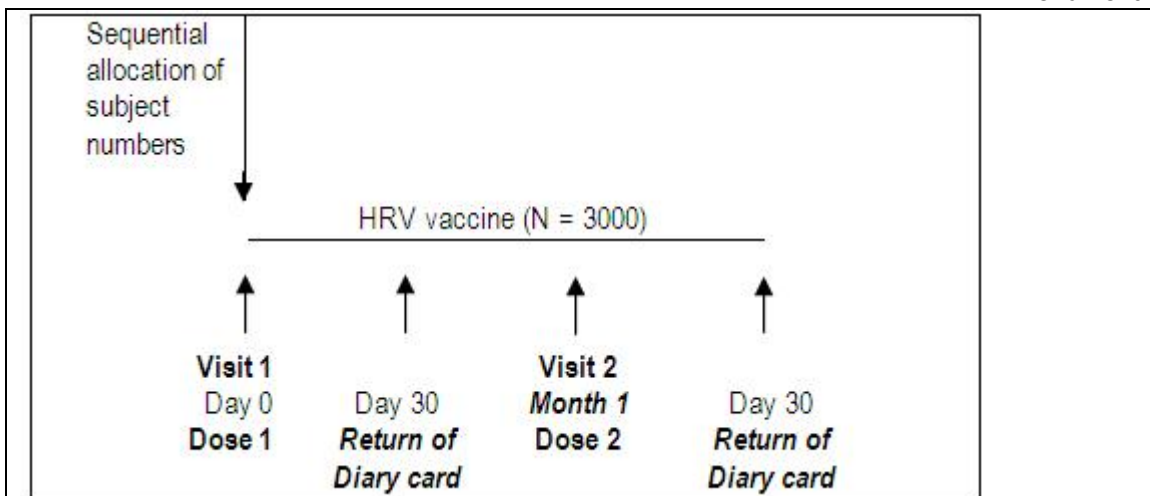 Sequential
allocation of
subject
numbers
HRV vaccine (N = 3000)
Visit 1
Day 0
Dose 1
Day 30
Return of
Diary card
Visit 2
Month 1
Dose 2
Day 30
Return of
Diary card